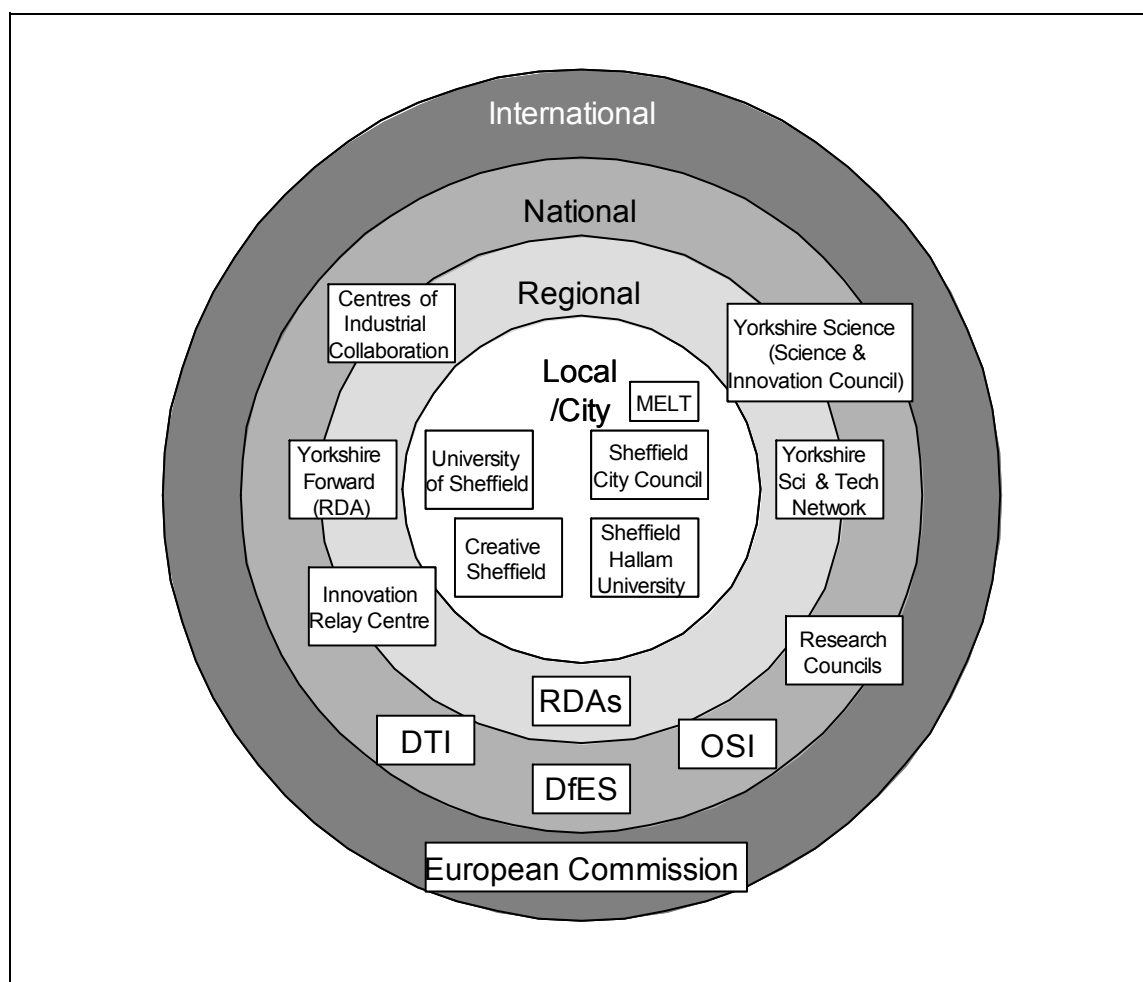 International
National
Regional
Centres of
Industrial
Collaboration
Yorkshire Science
(Science &
Innovation Council)
Local
/City
MELT
University
of Sheffield
Sheffield
City Council
Yorkshire
Forward
(RDA)
Yorkshire
Sci & Tech
Network
Creative
Sheffield
Sheffield
Hallam
University
Innovation
Relay Centre
Research
Councils
RDAs
DTI
OSI
DfES
European Commission